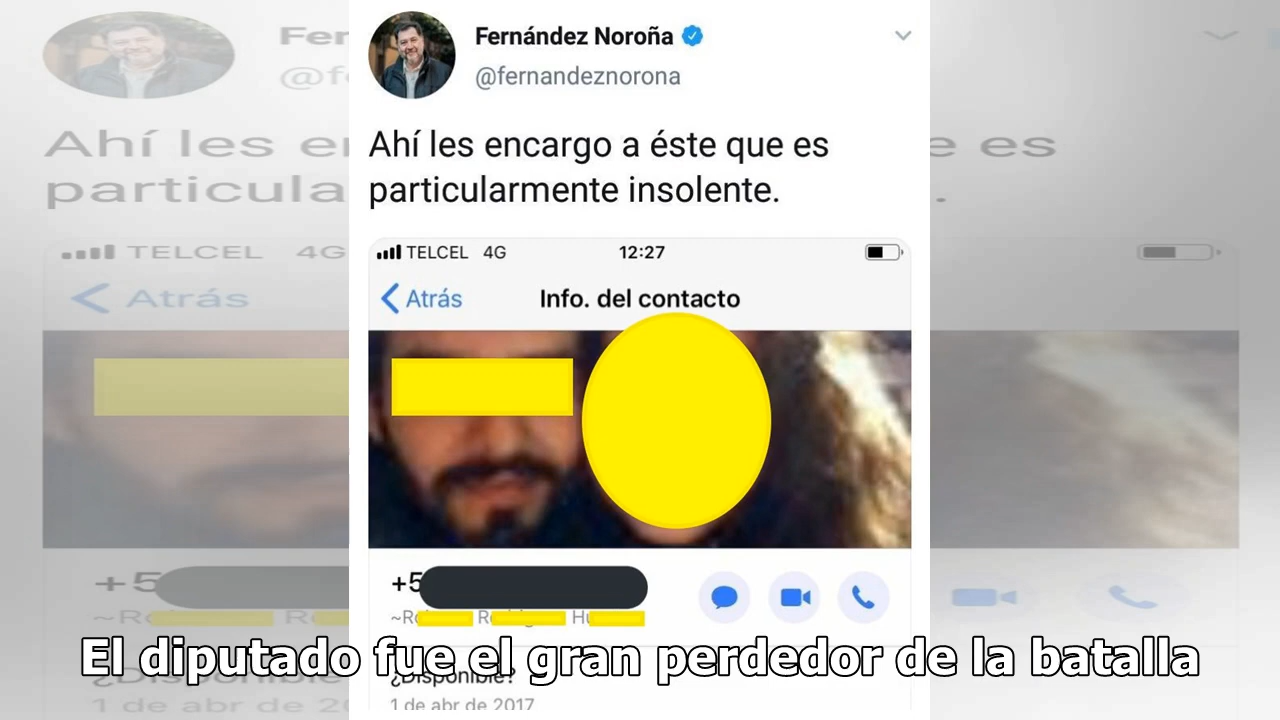 Fernández Noroña
@fernandeznorona
Ahí les encargo a éste que es
particularmente insolente.
TELCEL 4G 12:27
Atrás Info. del contacto
+5
~R
¿Disponible?
El diputado fue el gran perdedor de la batalla
1 de abr de 2017